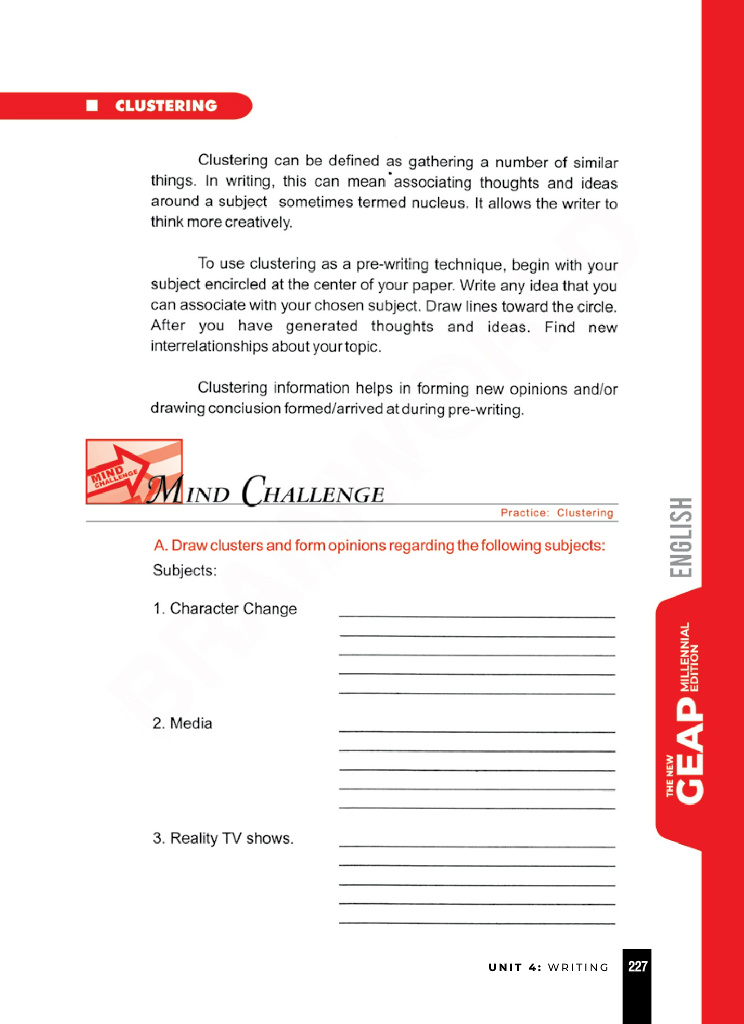 CLUSTERING
Clustering can be defined as gathering a number of similar
things. In writing, this can mean associating thoughts and ideas
around a subject sometimes termed nucleus. It allows the writer to
think more creatively.
To use clustering as a pre-writing technique, begin with your
subject encircled at the center of your paper. Write any idea that you
can associate with your chosen subject. Draw lines toward the circle.
After you have generated thoughts and ideas. Find new
interrelationships about your topic.
Clustering information helps in forming new opinions and/or
drawing conclusion formed/arrived at during pre-writing.
MIND
CHALLENGE
MIND CHALLENGE
Practice: Clustering
A. Draw clusters and form opinions regarding the following subjects:
Subjects:
1. Character Change
2. Media
3. Reality TV shows.
ENGLISH
THE NEW
GEAP
MILLENNIAL
EDITION
UNIT 4: WRITING
227